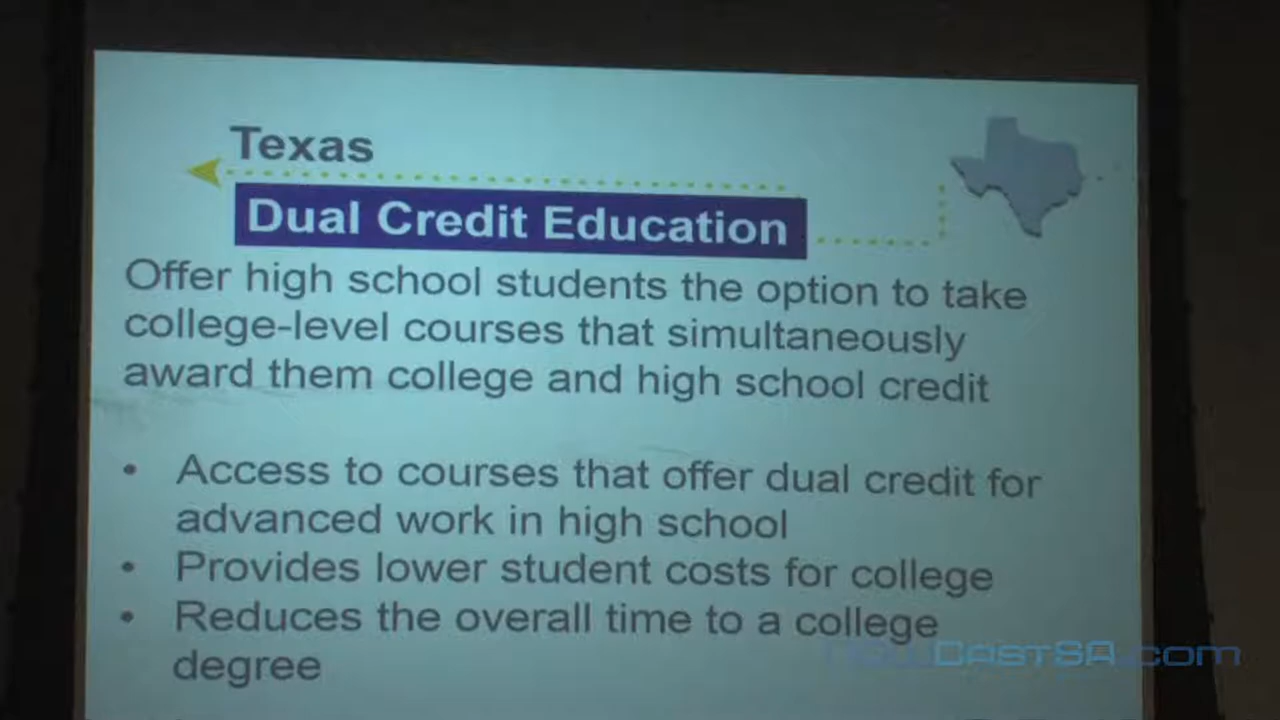 Texas
Dual Credit Education
Offer high school students the option to take
college-level courses that simultaneously
award them college and high school credit
• Access to courses that offer dual credit for
advanced work in high school
• Provides lower student costs for college
• Reduces the overall time to a college
degree
NowCastSA.com